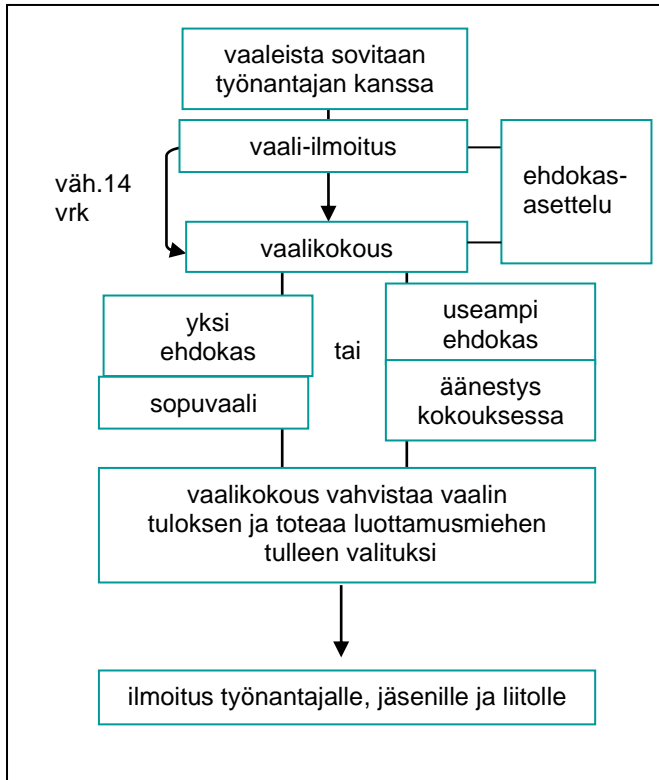 vaaleista sovitaan
työnantajan kanssa
vaali-ilmoitus
väh.14
vrk
ehdokas-
asettelu
vaalikokous
yksi
ehdokas
tai
useampi
ehdokas
sopuvaali
äänestys
kokouksessa
vaalikokous vahvistaa vaalin
tuloksen ja toteaa luottamusmiehen
tulleen valituksi
ilmoitus työnantajalle, jäsenille ja liitolle